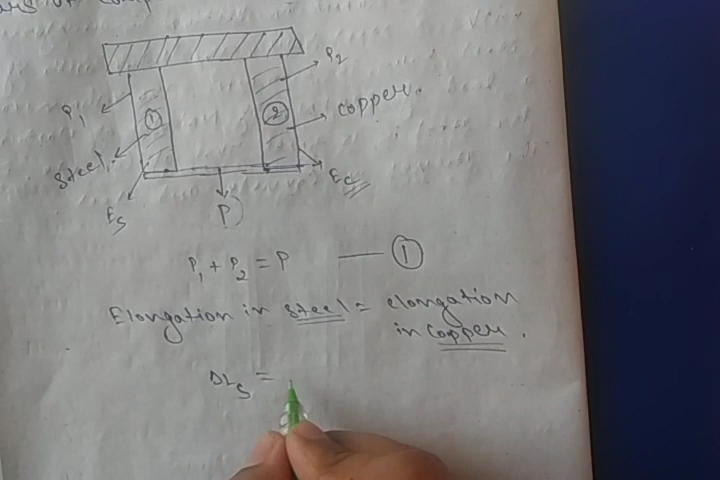 P1
P2
①
②
copper.
steel.
Es
Ec
P
P1 + P2 = P —— ①
Elongation in steel = elongation
in copper.
ΔLs =